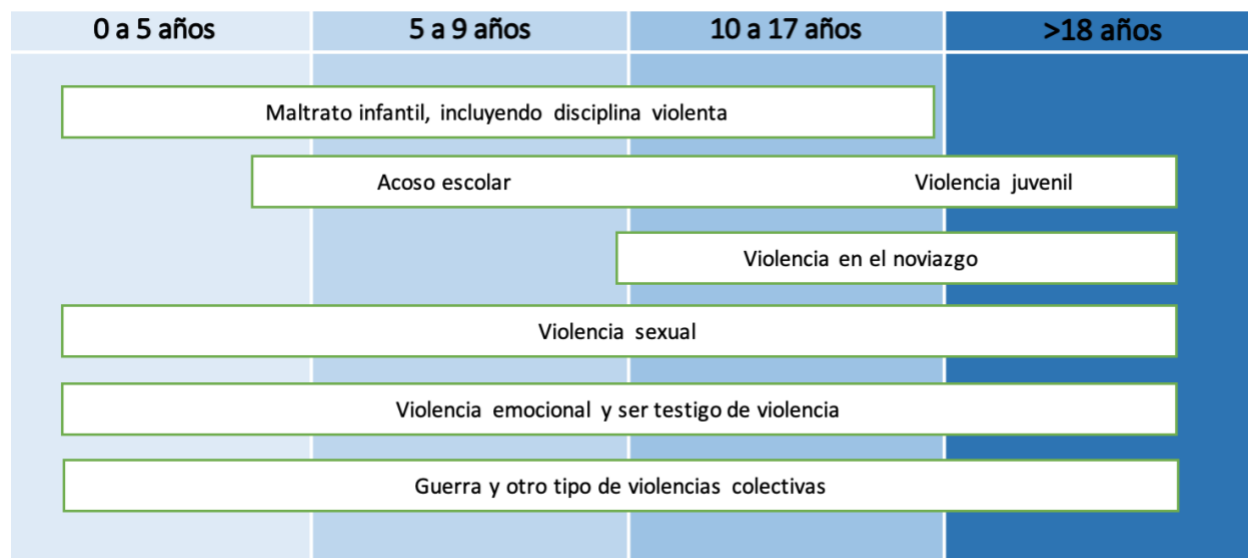 0 a 5 años 5 a 9 años 10 a 17 años >18 años
Maltrato infantil, incluyendo disciplina violenta
Acoso escolar Violencia juvenil
Violencia en el noviazgo
Violencia sexual
Violencia emocional y ser testigo de violencia
Guerra y otro tipo de violencias colectivas